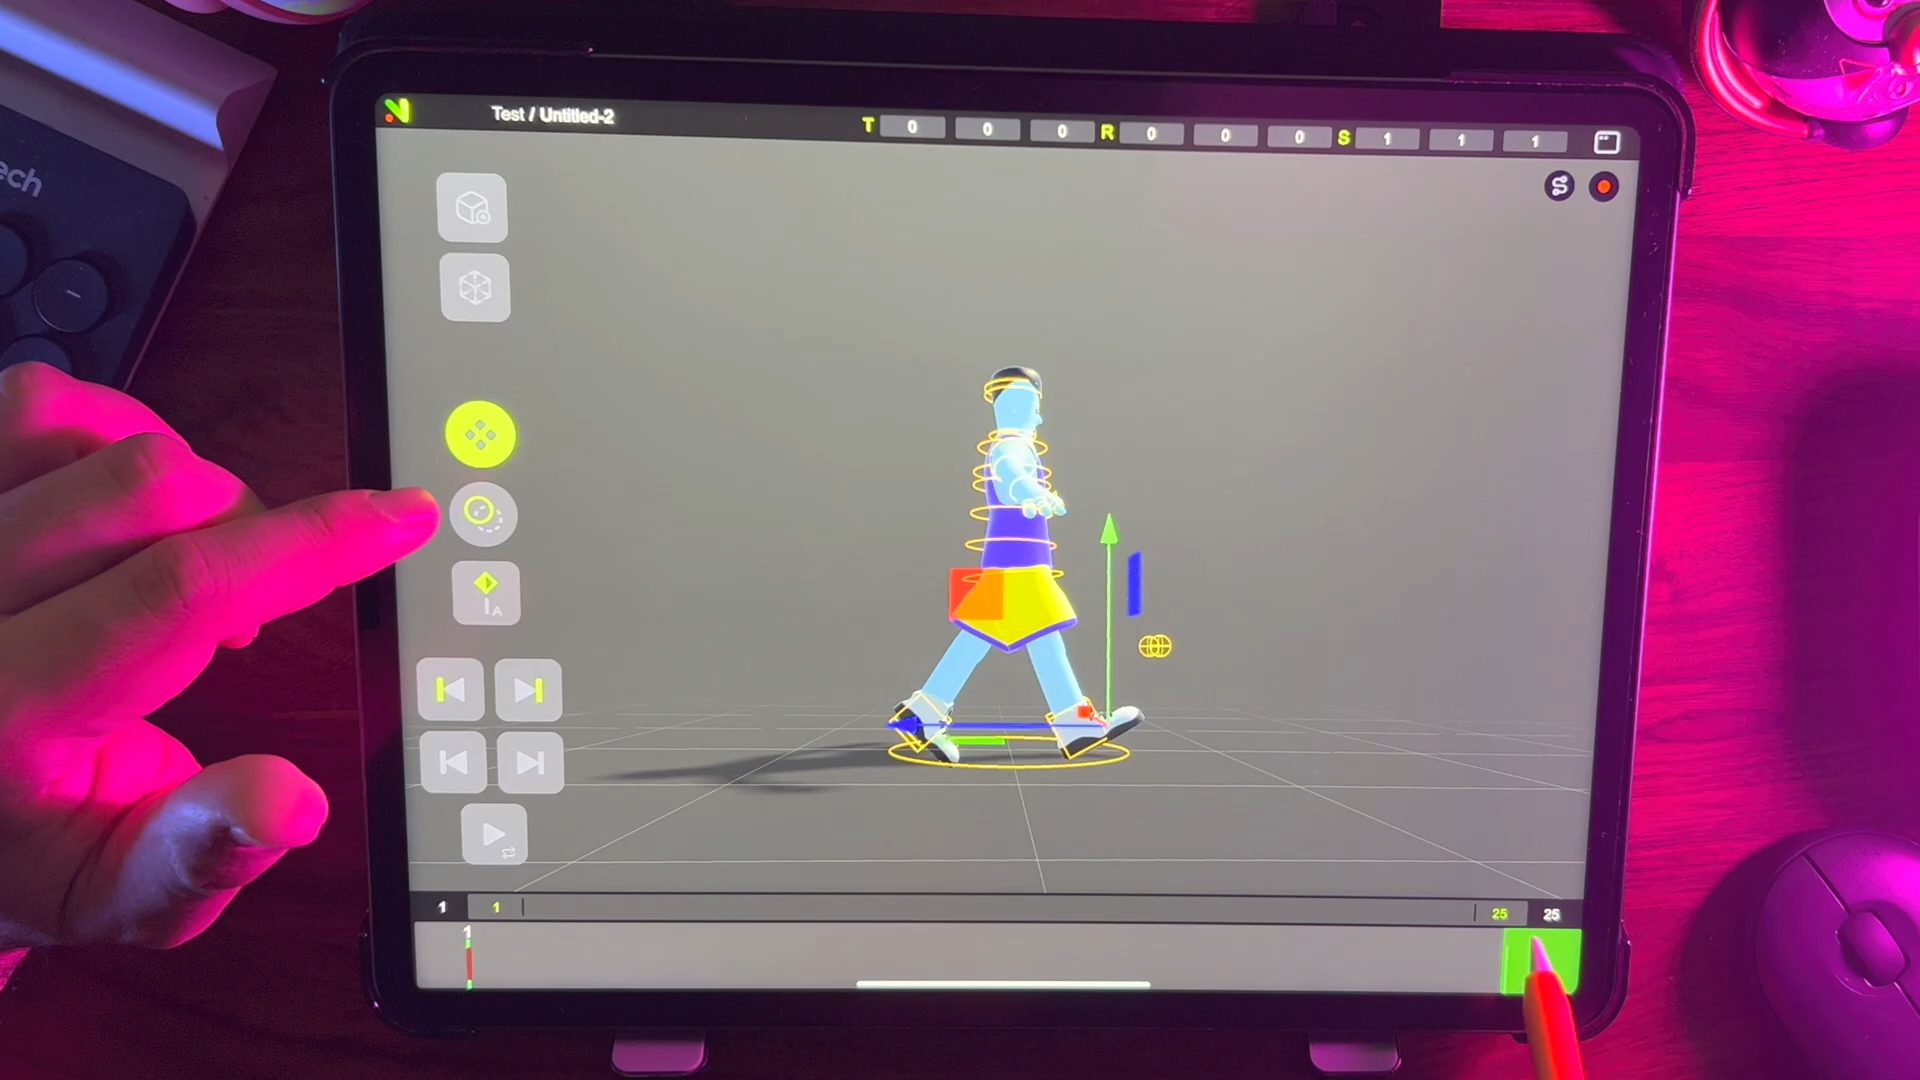 Test / Untitled-2
T 0 0 0 R 0 0 0 S 1 1 1
ech
A
1 1 25 25
1